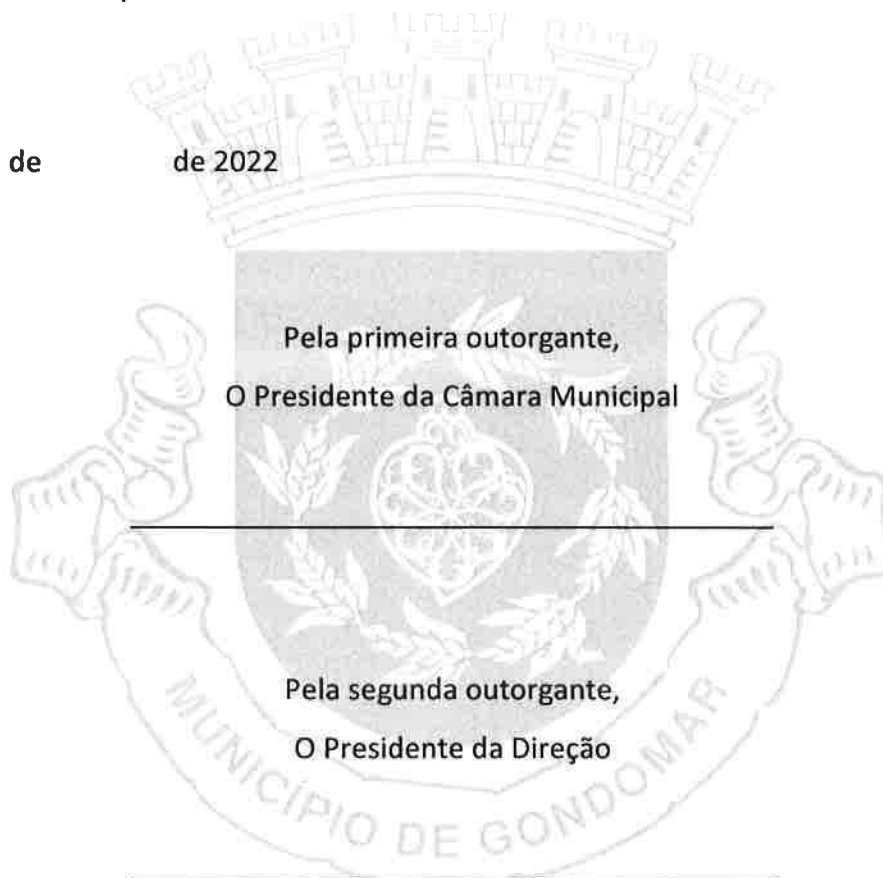 de de 2022
Pela primeira outorgante,
O Presidente da Câmara Municipal
Pela segunda outorgante,
O Presidente da Direção
MUNICÍPIO DE GONDOMAR